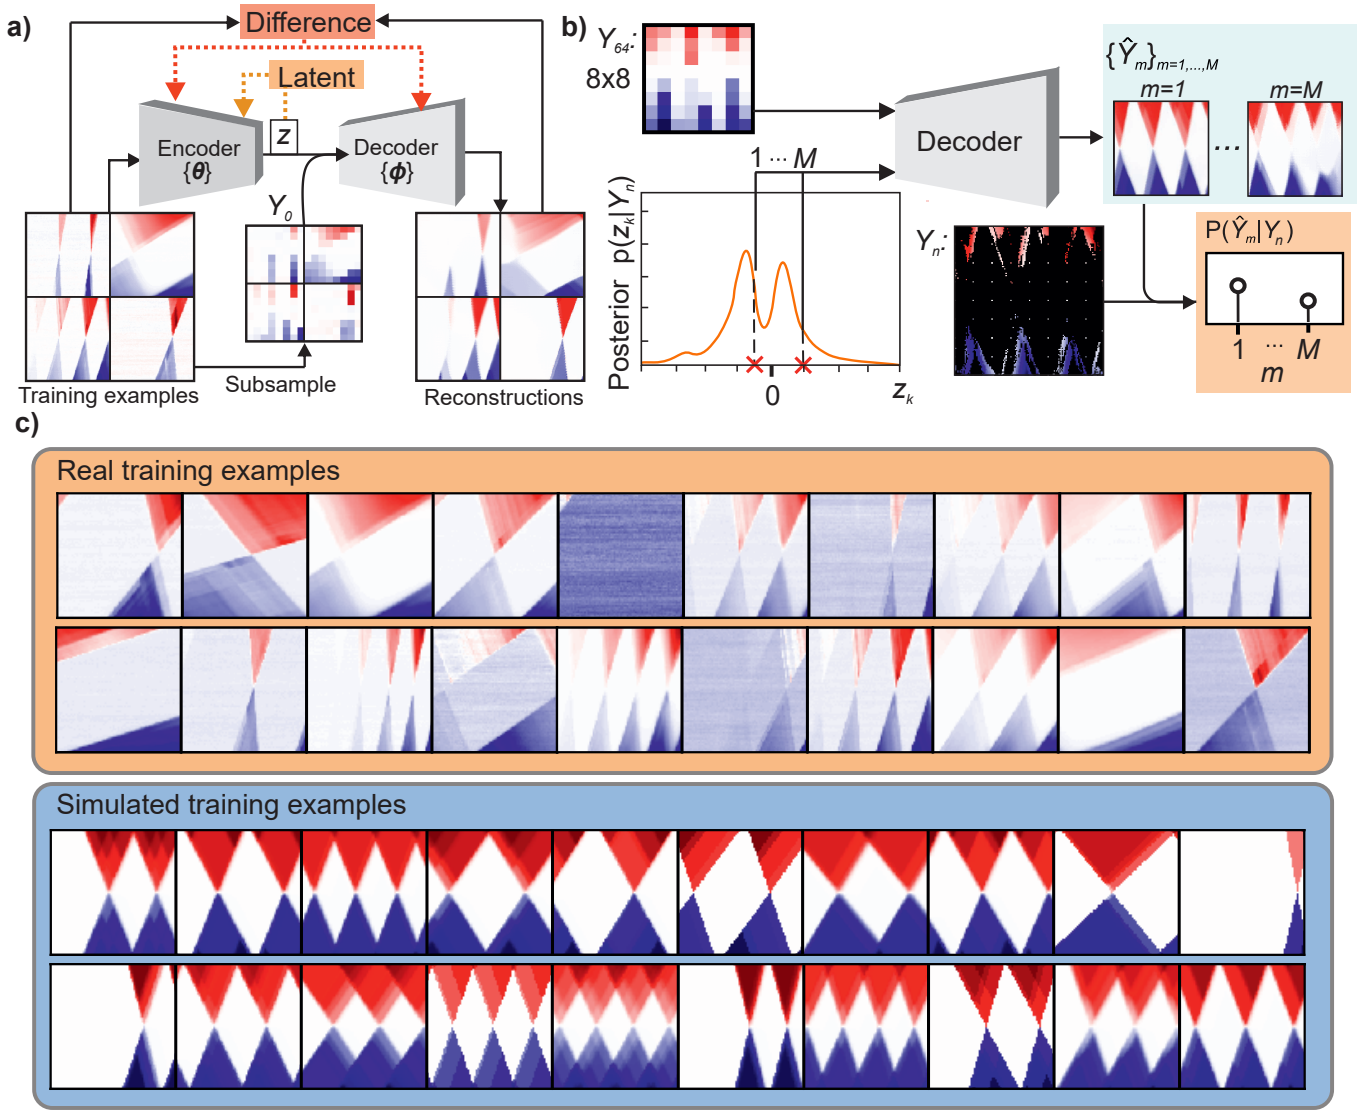 a)
Difference
Latent
z
Encoder
{θ}
Decoder
{ϕ}
Y0
Training examples
Subsample
Reconstructions
b)
Y64:
8x8
Decoder
{Ŷm}m=1,...,M
m=1
m=M
...
1 ... M
Posterior p(zk|Yn)
0
zk
Yn:
P(Ŷm|Yn)
1 ... M
m
c)
Real training examples
Simulated training examples